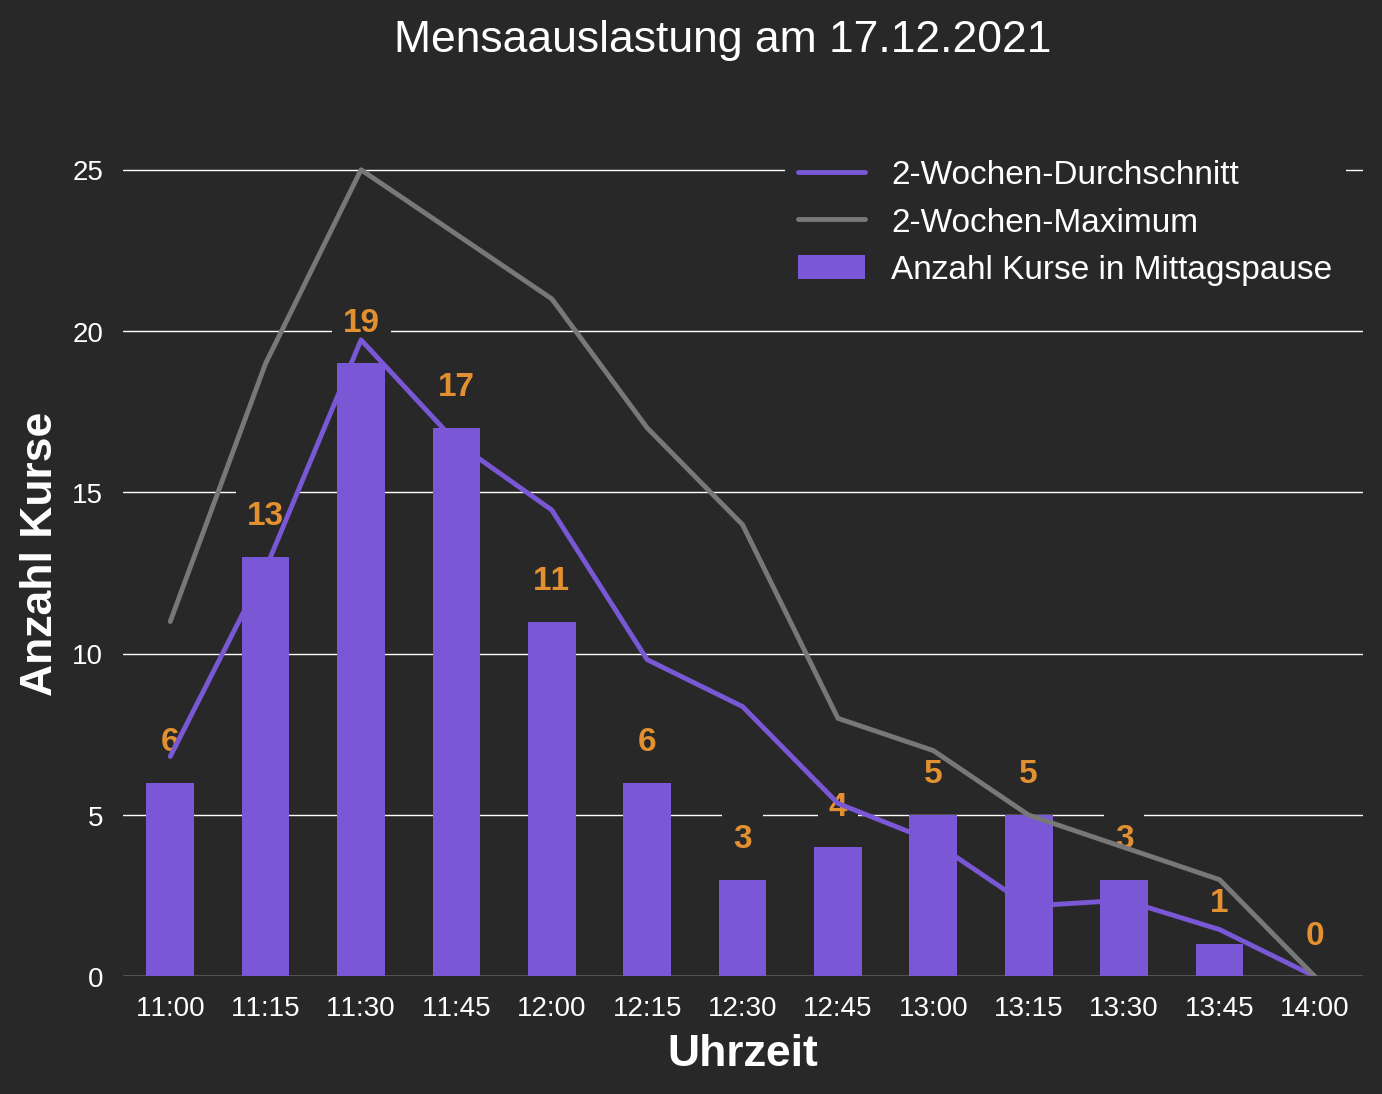 Mensaauslastung am 17.12.2021
2-Wochen-Durchschnitt
2-Wochen-Maximum
Anzahl Kurse in Mittagspause
Anzahl Kurse
25
20
15
10
5
0
6
13
19
17
11
6
3
4
5
5
3
1
0
11:00 11:15 11:30 11:45 12:00 12:15 12:30 12:45 13:00 13:15 13:30 13:45 14:00
Uhrzeit